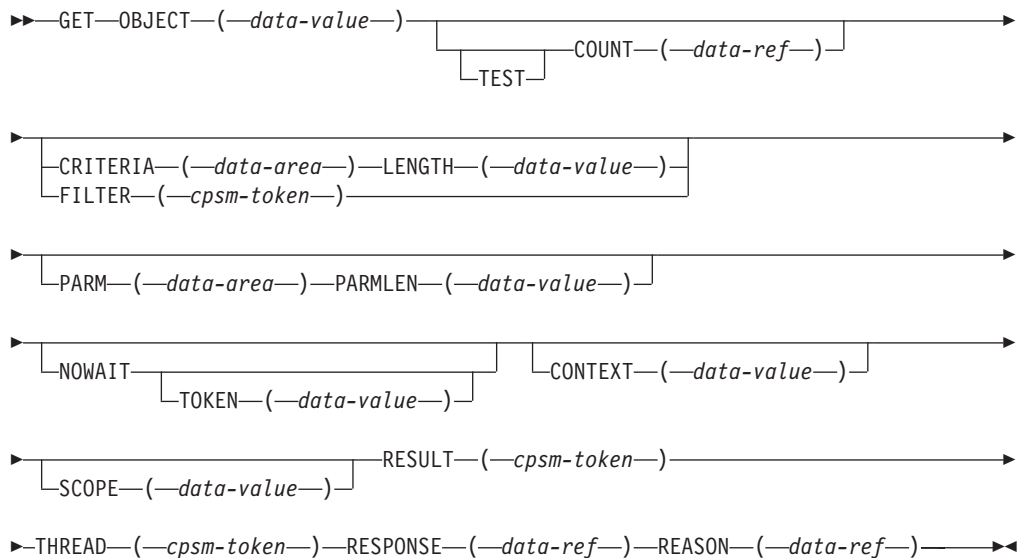 GET OBJECT ( data-value )
TEST COUNT ( data-ref )
CRITERIA ( data-area ) LENGTH ( data-value )
FILTER ( cpsm-token )
PARM ( data-area ) PARMLEN ( data-value )
NOWAIT
TOKEN ( data-value )
CONTEXT ( data-value )
SCOPE ( data-value )
RESULT ( cpsm-token )
THREAD ( cpsm-token ) RESPONSE ( data-ref ) REASON ( data-ref )